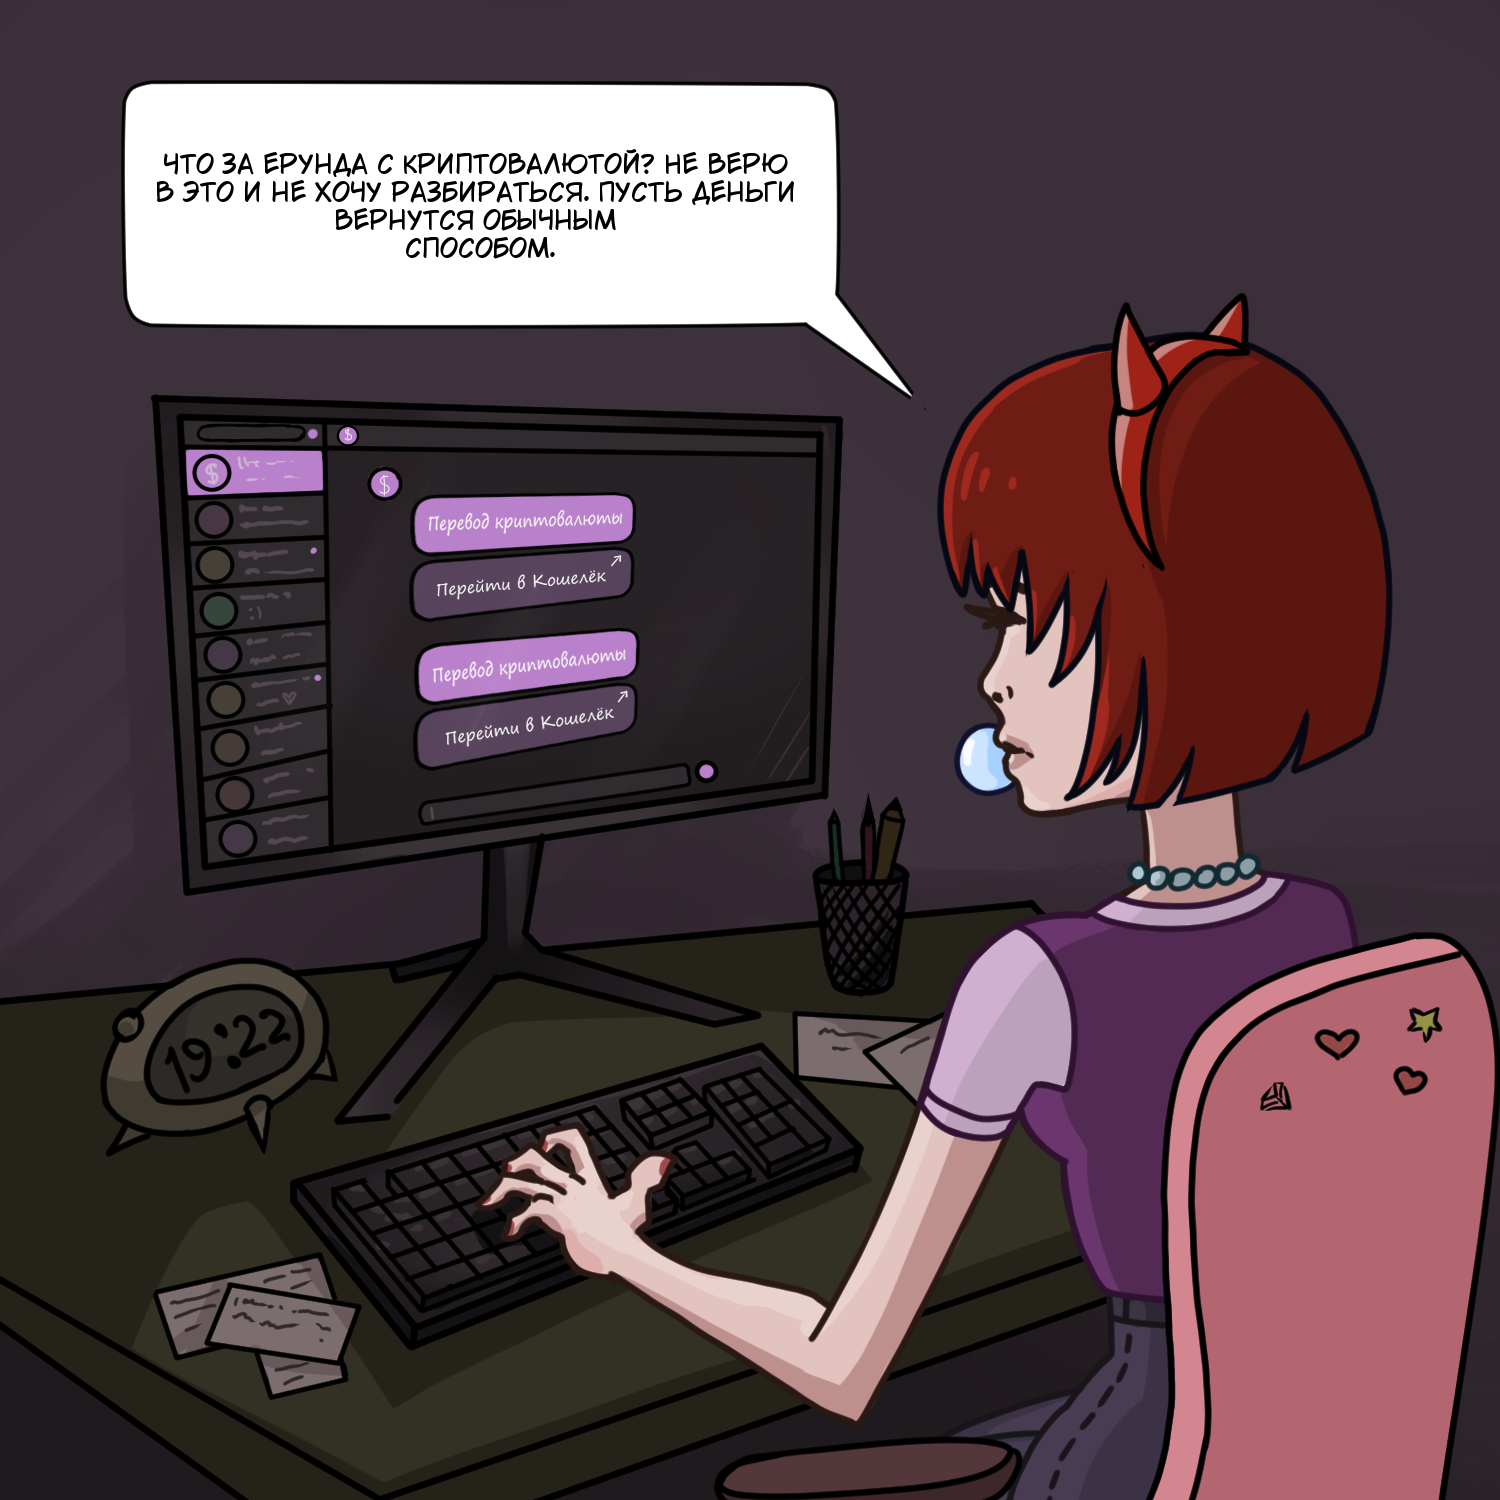 ЧТО ЗА ЕРУНДА С КРИПТОВАЛЮТОЙ? НЕ ВЕРЮ
В ЭТО И НЕ ХОЧУ РАЗБИРАТЬСЯ. ПУСТЬ ДЕНЬГИ
ВЕРНУТСЯ ОБЫЧНЫМ
СПОСОБОМ.
$
$
$
:)
Перевод криптовалюты
Перейти в Кошелёк
Перевод криптовалюты
Перейти в Кошелёк
19:22